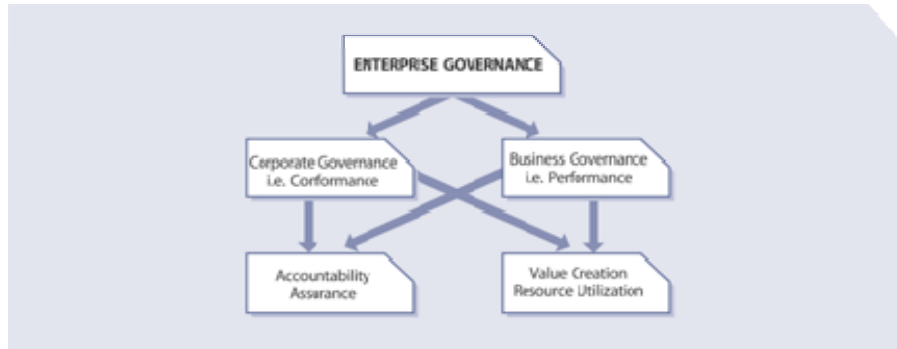 ENTERPRISE GOVERNANCE
Corporate Governance
i.e. Conformance
Business Governance
i.e. Performance
Accountability
Assurance
Value Creation
Resource Utilization